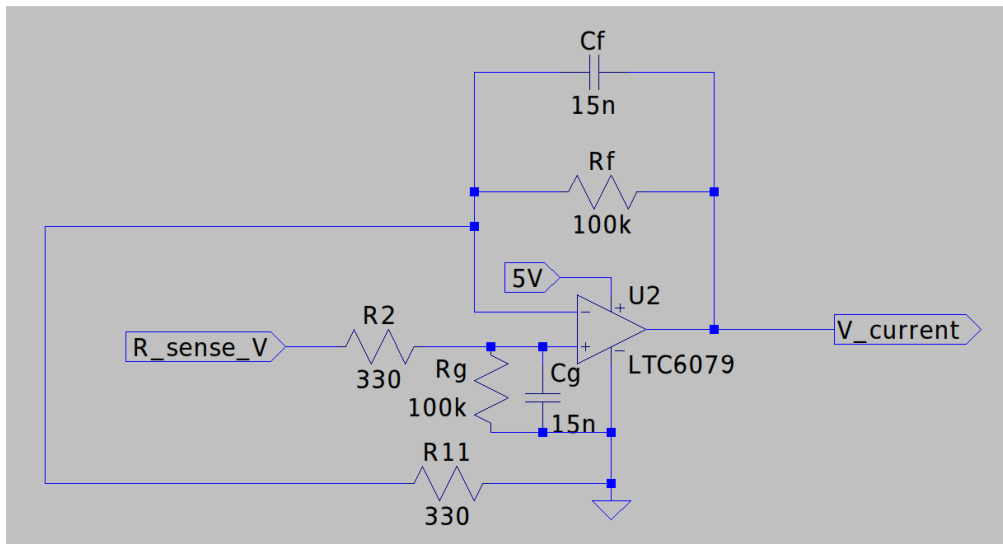 Cf
15n
Rf
100k
5V
+
U2
−
R2
V_current
R_sense_V
+
−
LTC6079
330
Rg
Cg
100k
15n
R11
330